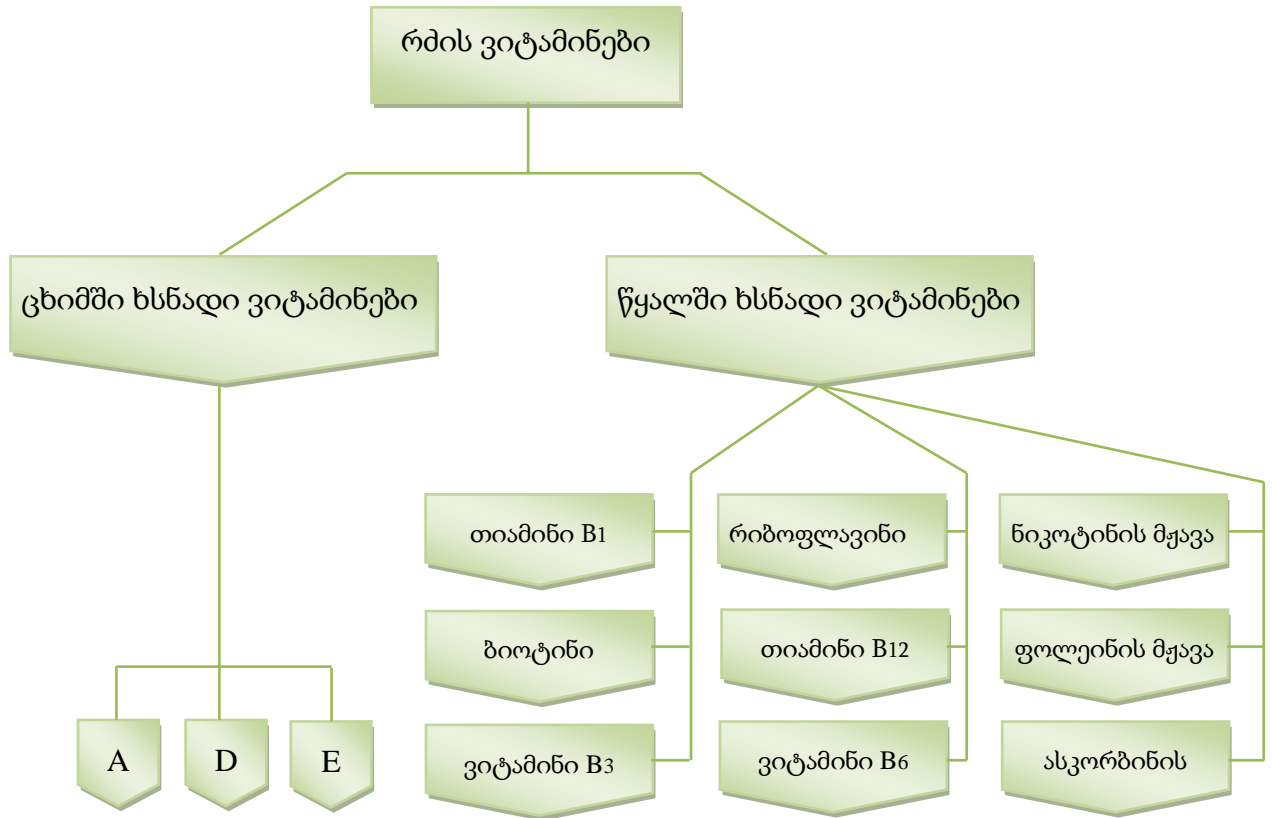 რძის ვიტამინები
ცხიმში ხსნადი ვიტამინები
წყალში ხსნადი ვიტამინები
თიამინი B1
რიბოფლავინი
ნიკოტინის მჟავა
ბიოტინი
თიამინი B12
ფოლეინის მჟავა
ვიტამინი B3
ვიტამინი B6
ასკორბინის
A
D
E